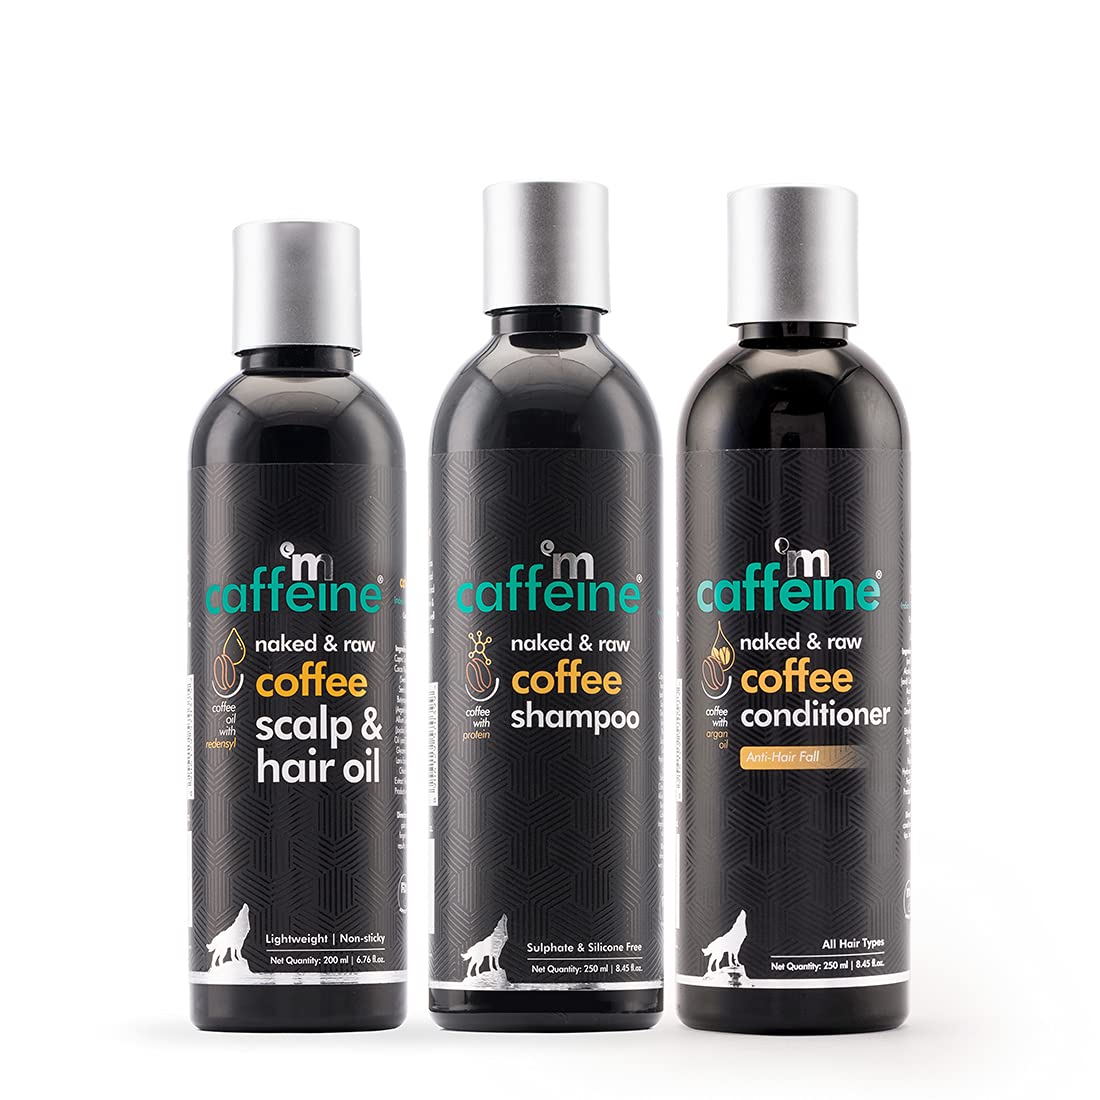 'm
caffeine®
naked & raw
coffee
scalp &
hair oil
coffee
oil
with
redensyl
Lightweight | Non-sticky
Net Quantity: 200 ml | 6.76 fl.oz.
'm
caffeine®
naked & raw
coffee
shampoo
coffee
with
protein
Sulphate & Silicone Free
Net Quantity: 250 ml | 8.45 fl.oz.
'm
caffeine®
naked & raw
coffee
conditioner
coffee
with
argan
oil
Anti-Hair Fall
All Hair Types
Net Quantity: 250 ml | 8.45 fl.oz.